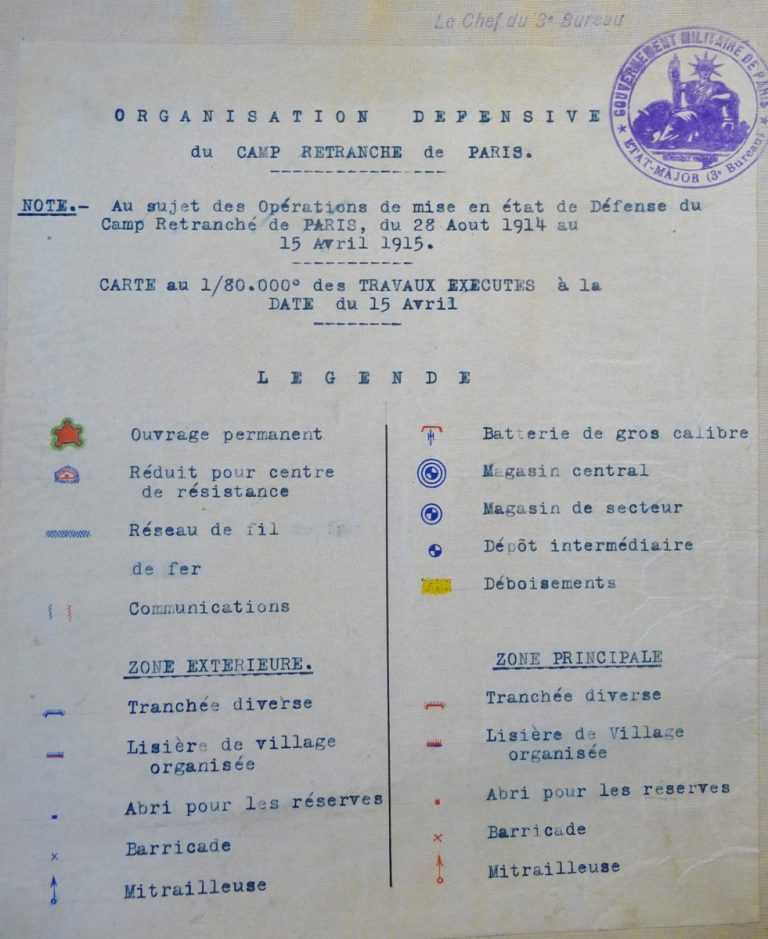 Le Chef du 3e Bureau
GOUVERNEMENT MILITAIRE DE PARIS
ETAT-MAJOR (3e Bureau)
ORGANISATION DEFENSIVE
du CAMP RETRANCHE de PARIS.
NOTE.- Au sujet des Opérations de mise en état de Défense du
Camp Retranché de PARIS, du 28 Aout 1914 au
15 Avril 1915.
CARTE au 1/80.000° des TRAVAUX EXECUTES à la
DATE du 15 Avril
LEGENDE
Ouvrage permanent
Réduit pour centre
de résistance
Réseau de fil
de fer
Communications
ZONE EXTERIEURE.
Tranchée diverse
Lisière de village
organisée
Abri pour les réserves
Barricade
Mitrailleuse
Batterie de gros calibre
Magasin central
Magasin de secteur
Dépôt intermédiaire
Déboisements
ZONE PRINCIPALE
Tranchée diverse
Lisière de Village
organisée
Abri pour les réserves
Barricade
Mitrailleuse